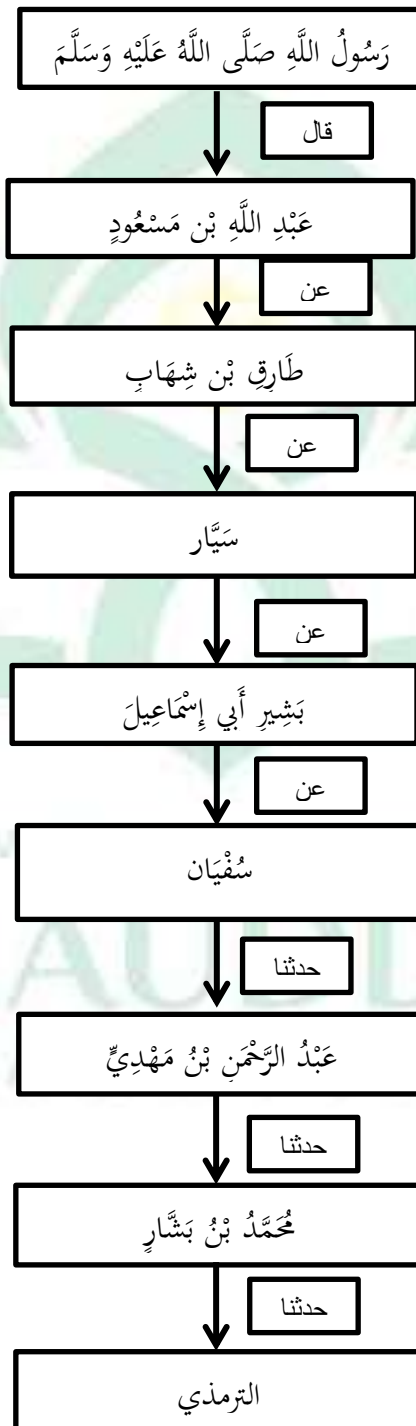 رَسُولُ اللَّهِ صَلَّى اللَّهُ عَلَيْهِ وَسَلَّمَ
قال
عَبْدِ اللَّهِ بْن مَسْعُودٍ
عن
طَارِقِ بْن شِهَابٍ
عن
سَيَّار
عن
بَشِيرِ أَبِي إِسْمَاعِيلَ
عن
سُفْيَان
حدثنا
عَبْدُ الرَّحْمَنِ بْنُ مَهْدِيٍّ
حدثنا
مُحَمَّدُ بْنُ بَشَّارٍ
حدثنا
الترمذي